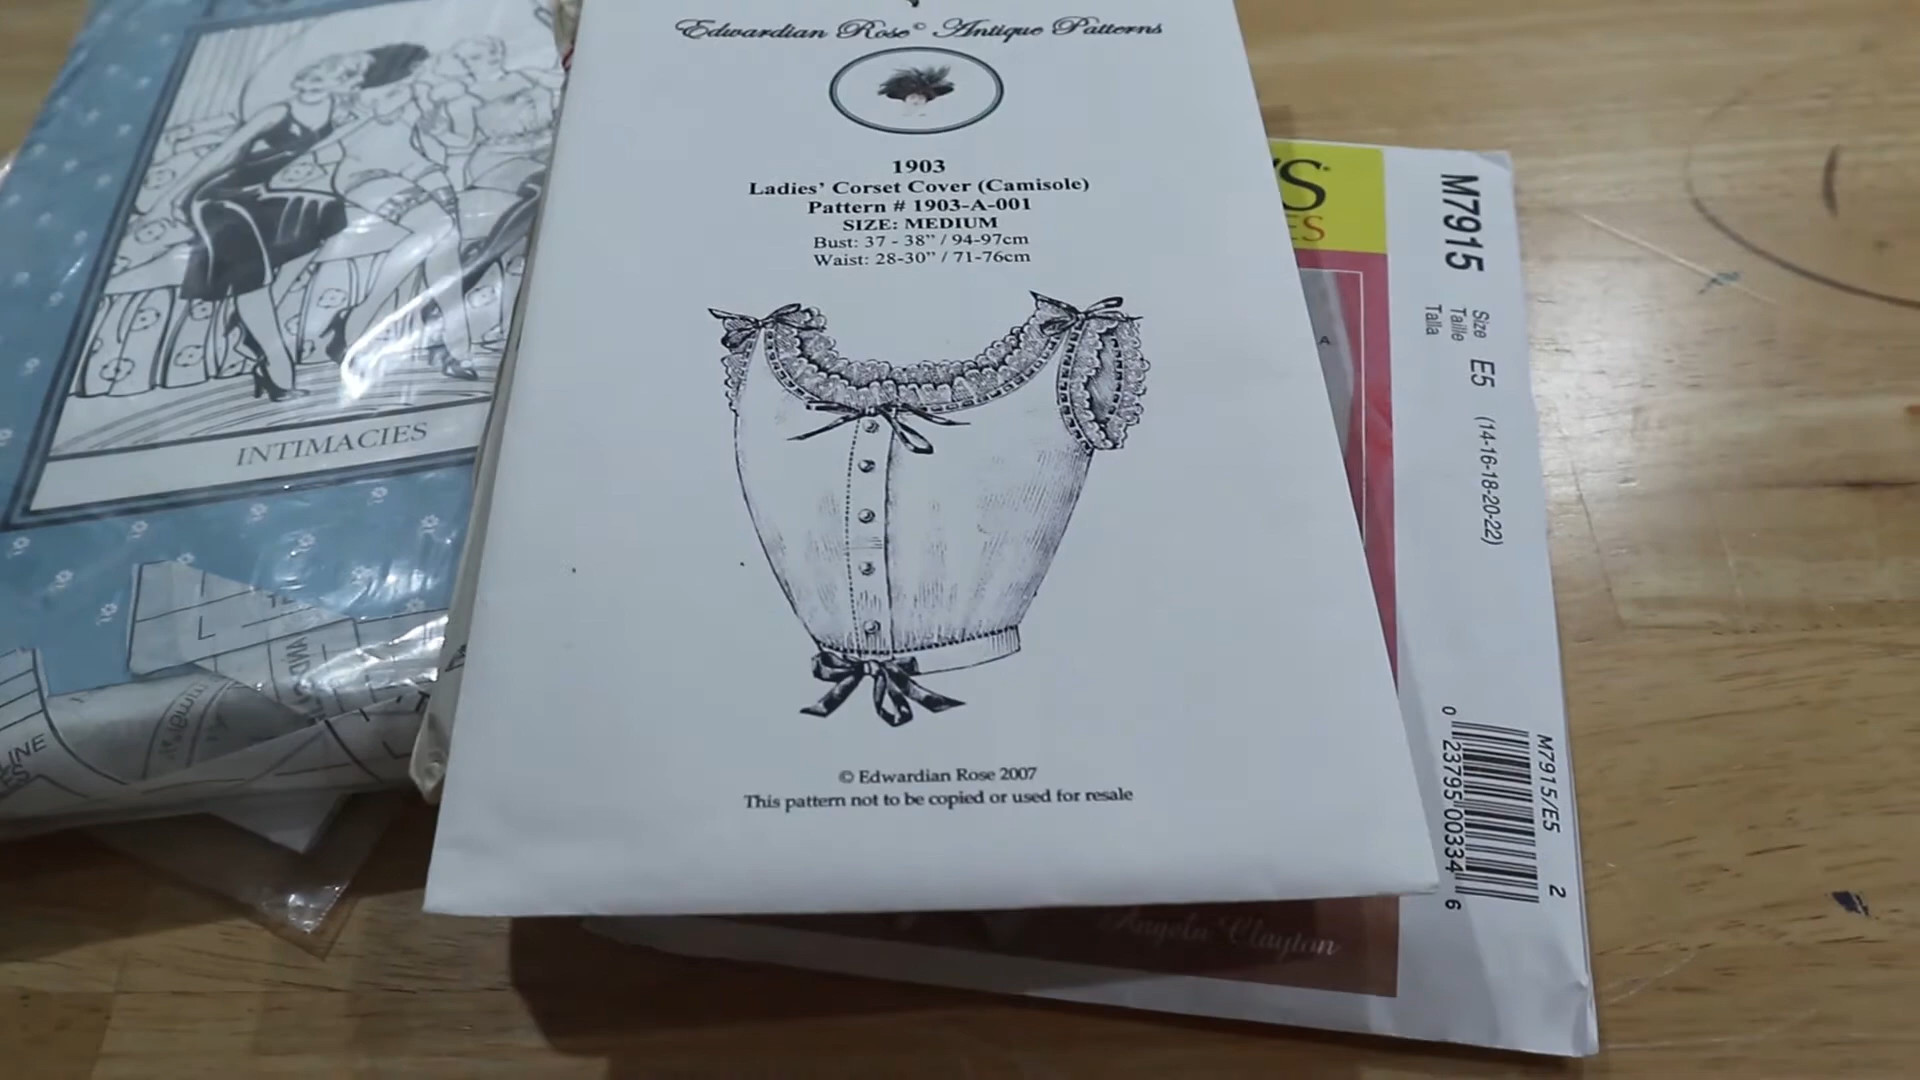 Edwardian Rose© Antique Patterns
1903
Ladies' Corset Cover (Camisole)
Pattern # 1903-A-001
SIZE: MEDIUM
Bust: 37 - 38" / 94-97cm
Waist: 28-30" / 71-76cm
© Edwardian Rose 2007
This pattern not to be copied or used for resale
INTIMACIES
M7915
Size
Taille
Talla
E5
(14-16-18-20-22)
A
M7915/E5
0 23795 00334 6
2
Angela Clayton